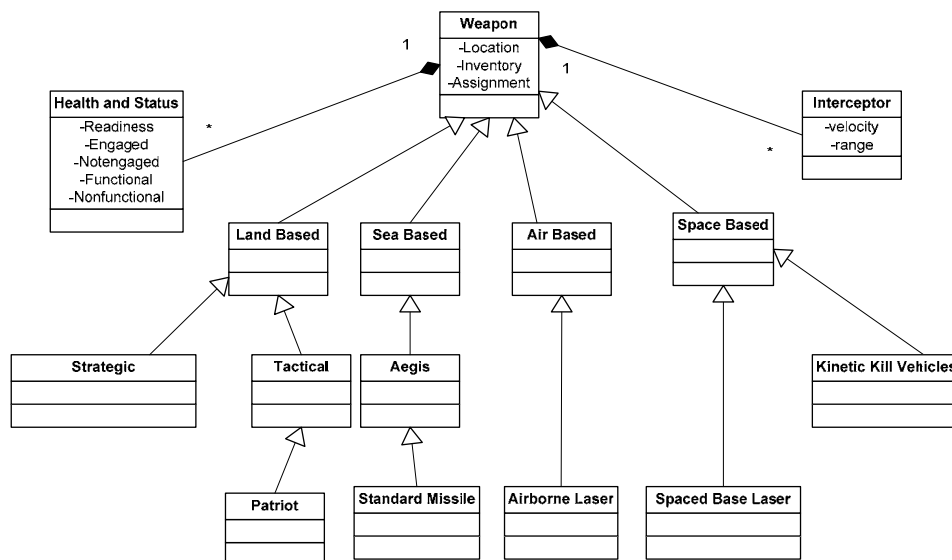 Weapon
-Location
-Inventory
-Assignment
1
1
Health and Status
-Readiness
-Engaged
-Notengaged
-Functional
-Nonfunctional
*
Interceptor
-velocity
-range
*
Land Based
Sea Based
Air Based
Space Based
Strategic
Tactical
Aegis
Kinetic Kill Vehicles
Patriot
Standard Missile
Airborne Laser
Spaced Base Laser